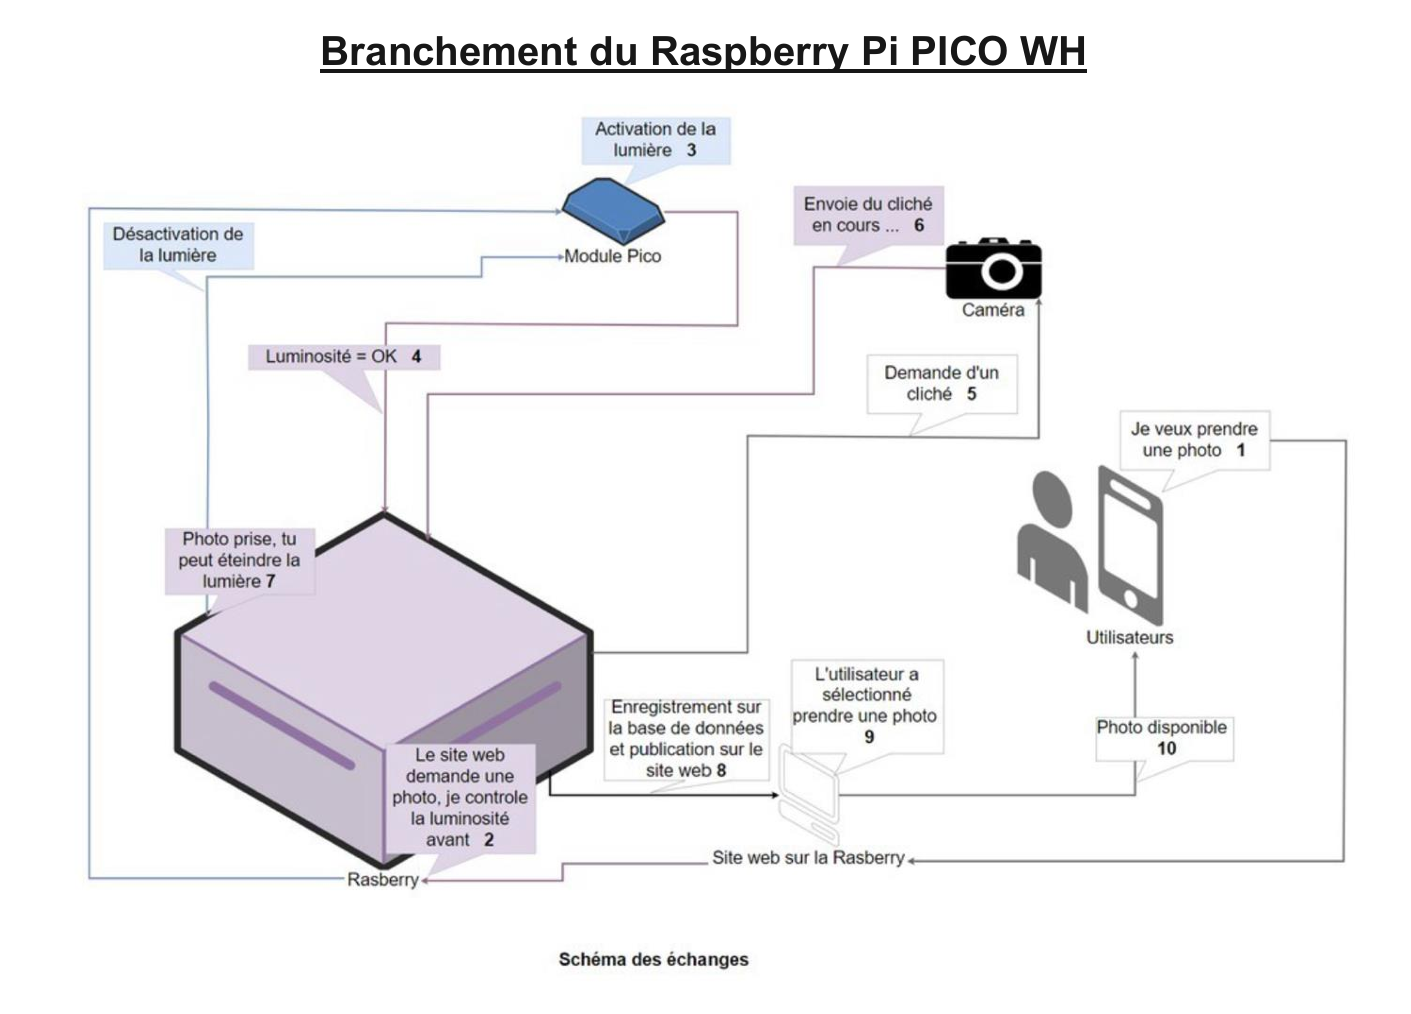 Branchement du Raspberry Pi PICO WH
Activation de la
lumière 3
Module Pico
Désactivation de
la lumière
Envoie du cliché
en cours ... 6
Caméra
Luminosité = OK 4
Demande d'un
cliché 5
Je veux prendre
une photo 1
Utilisateurs
Photo prise, tu
peut éteindre la
lumière 7
L'utilisateur a
sélectionné
prendre une photo
9
Enregistrement sur
la base de données
et publication sur le
site web 8
Photo disponible
10
Le site web
demande une
photo, je controle
la luminosité
avant 2
Site web sur la Rasberry
Rasberry
Schéma des échanges